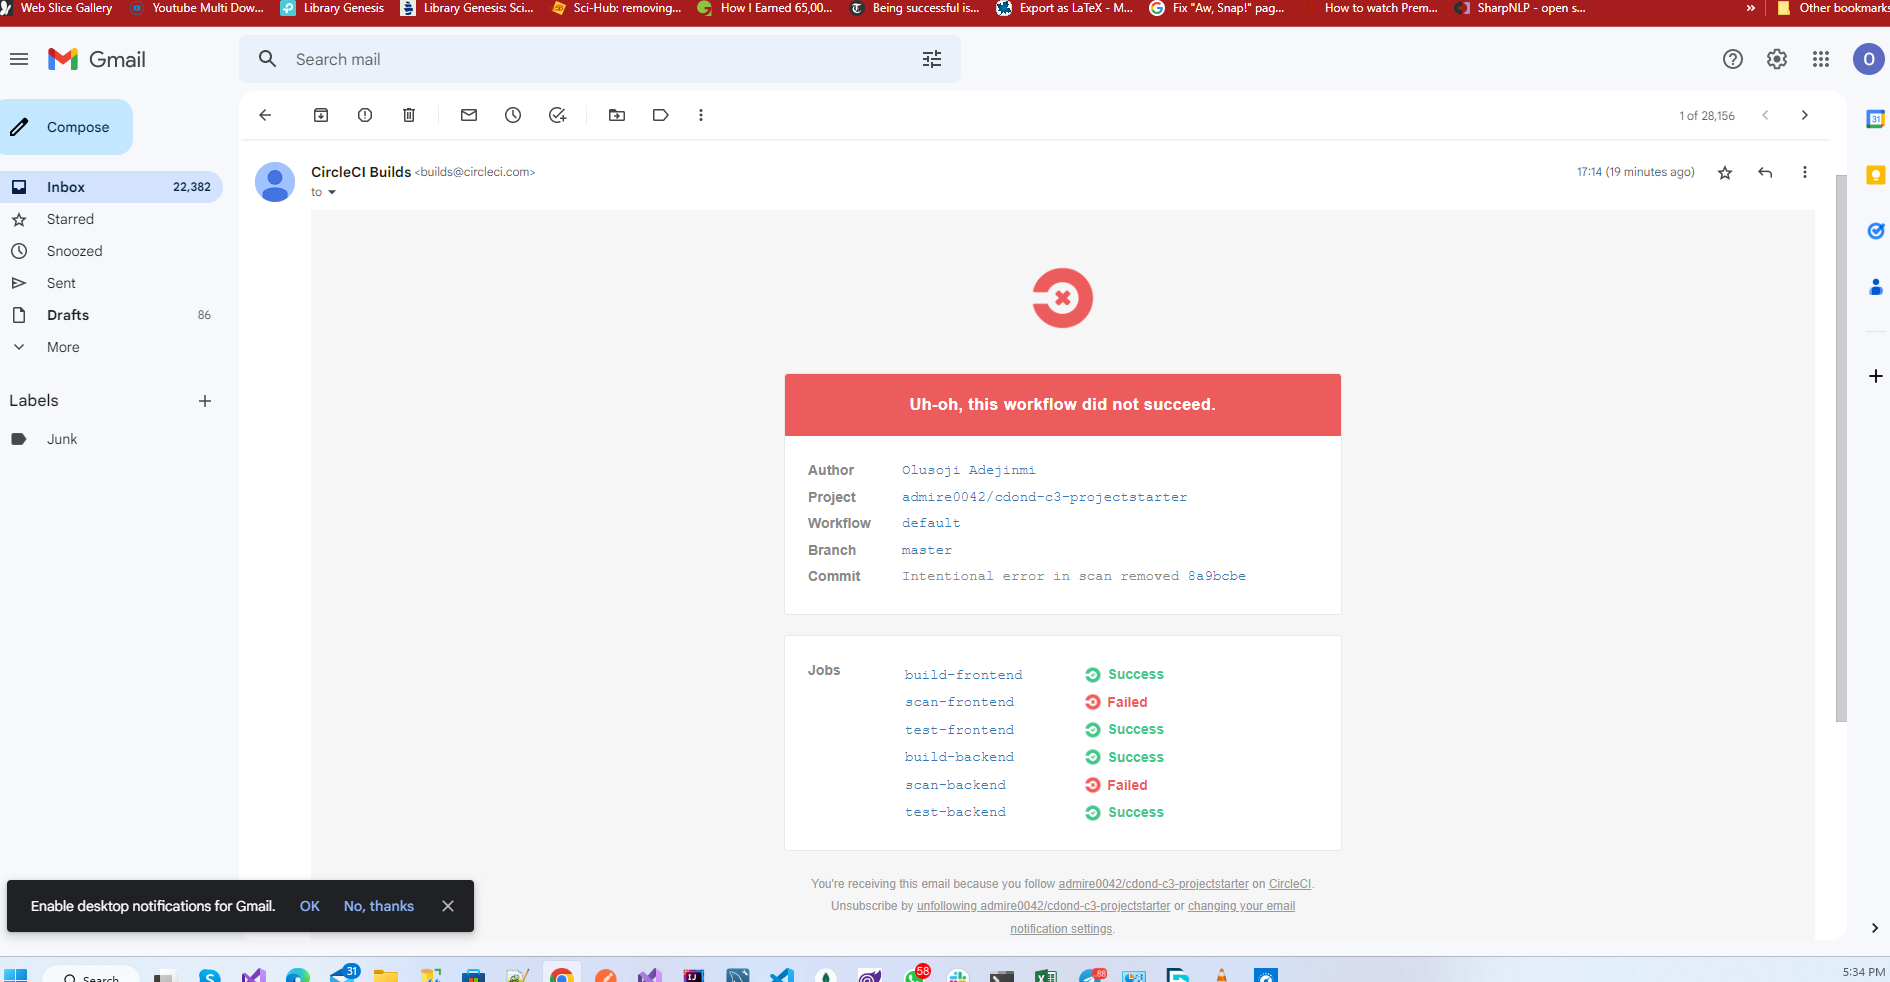 Web Slice Gallery Youtube Multi Dow... Library Genesis Library Genesis: Sci... Sci-Hub: removing... How I Earned 65,00... Being successful is... Export as LaTeX - M... Fix "Aw, Snap!" pag... How to watch Prem... SharpNLP - open s... » Other bookmarks
Gmail
Search mail
O
Compose
1 of 28,156
31
Inbox 22,382
CircleCI Builds <builds@circleci.com>
17:14 (19 minutes ago)
to
Starred
Snoozed
Sent
Drafts 86
More
Labels
Junk
Uh-oh, this workflow did not succeed.
Author Olusoji Adejinmi
Project admire0042/cdond-c3-projectstarter
Workflow default
Branch master
Commit Intentional error in scan removed 8a9bcbe
Jobs
build-frontend Success
scan-frontend Failed
test-frontend Success
build-backend Success
scan-backend Failed
test-backend Success
You're receiving this email because you follow admire0042/cdond-c3-projectstarter on CircleCI.
Unsubscribe by unfollowing admire0042/cdond-c3-projectstarter or changing your email
notification settings.
Enable desktop notifications for Gmail. OK No, thanks
Search
31
58
88
5:34 PM